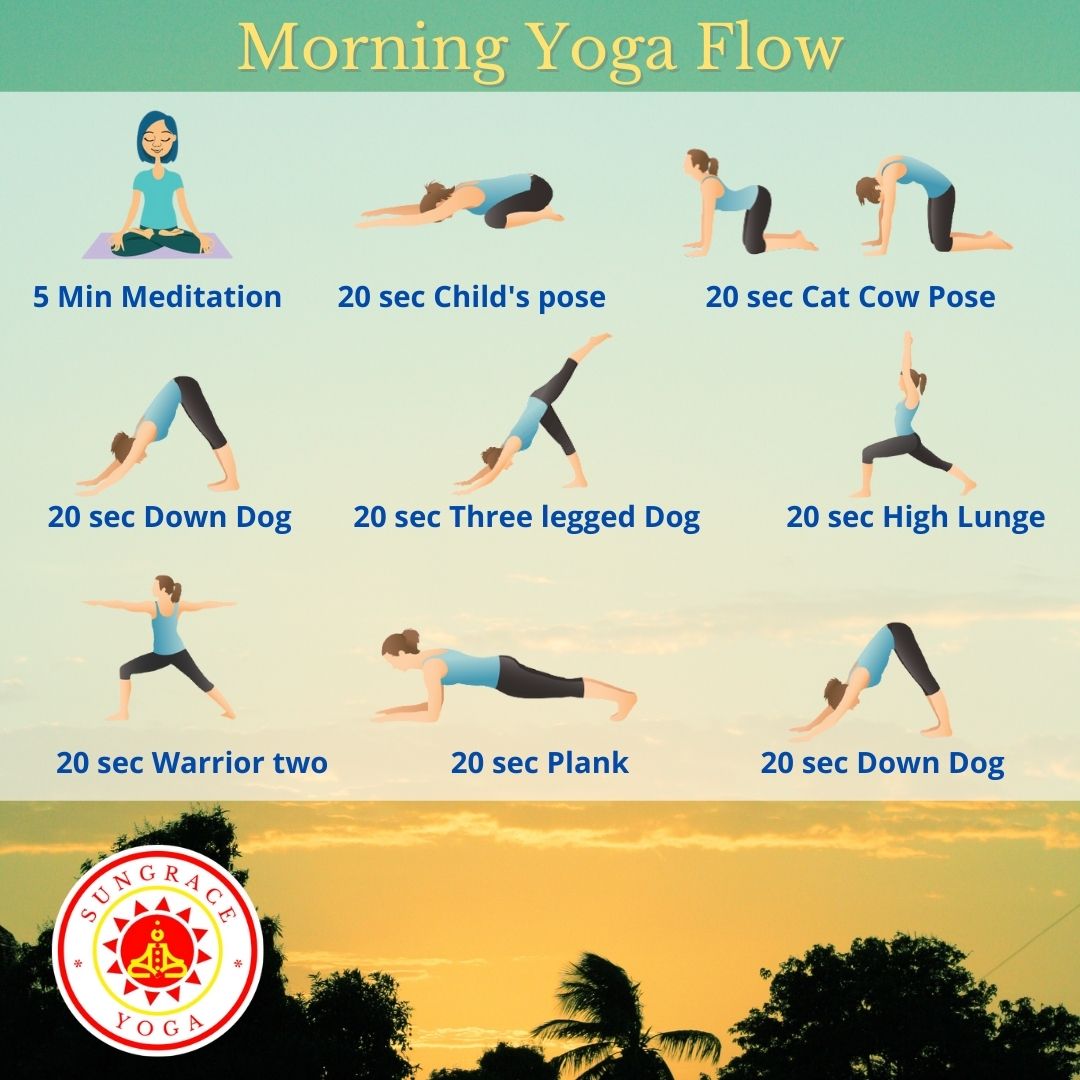 Morning Yoga Flow
5 Min Meditation
20 sec Child's pose
20 sec Cat Cow Pose
20 sec Down Dog
20 sec Three legged Dog
20 sec High Lunge
20 sec Warrior two
20 sec Plank
20 sec Down Dog
* SUNGRACE *
YOGA